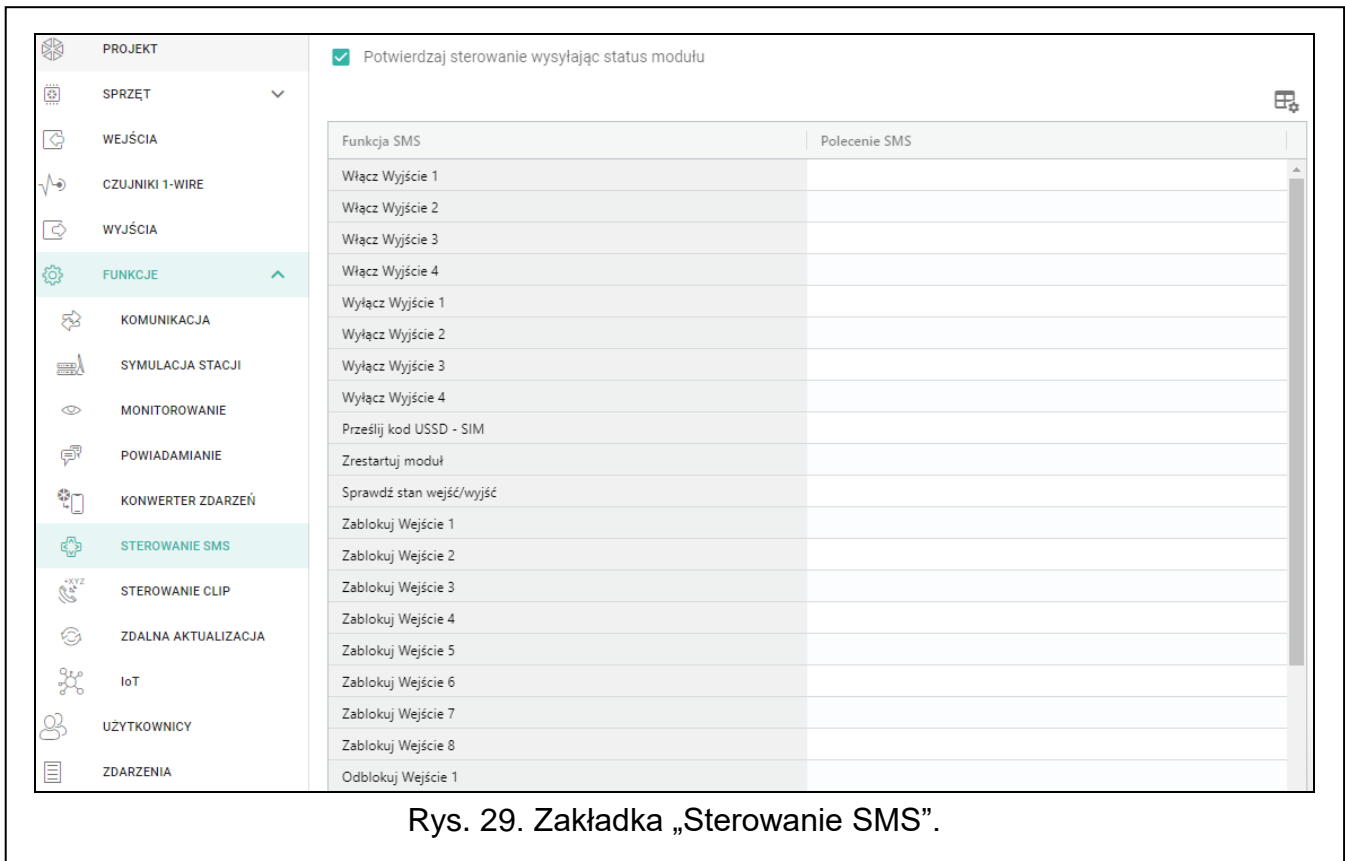 PROJEKT
SPRZĘT
WEJŚCIA
CZUJNIKI 1-WIRE
WYJŚCIA
FUNKCJE
KOMUNIKACJA
SYMULACJA STACJI
MONITOROWANIE
POWIADAMIANIE
KONWERTER ZDARZEŃ
STEROWANIE SMS
+XYZ
STEROWANIE CLIP
ZDALNA AKTUALIZACJA
IoT
UŻYTKOWNICY
ZDARZENIA
Potwierdzaj sterowanie wysyłając status modułu
Funkcja SMS Polecenie SMS
Włącz Wyjście 1
Włącz Wyjście 2
Włącz Wyjście 3
Włącz Wyjście 4
Wyłącz Wyjście 1
Wyłącz Wyjście 2
Wyłącz Wyjście 3
Wyłącz Wyjście 4
Prześlij kod USSD - SIM
Zrestartuj moduł
Sprawdź stan wejść/wyjść
Zablokuj Wejście 1
Zablokuj Wejście 2
Zablokuj Wejście 3
Zablokuj Wejście 4
Zablokuj Wejście 5
Zablokuj Wejście 6
Zablokuj Wejście 7
Zablokuj Wejście 8
Odblokuj Wejście 1
Rys. 29. Zakładka „Sterowanie SMS”.